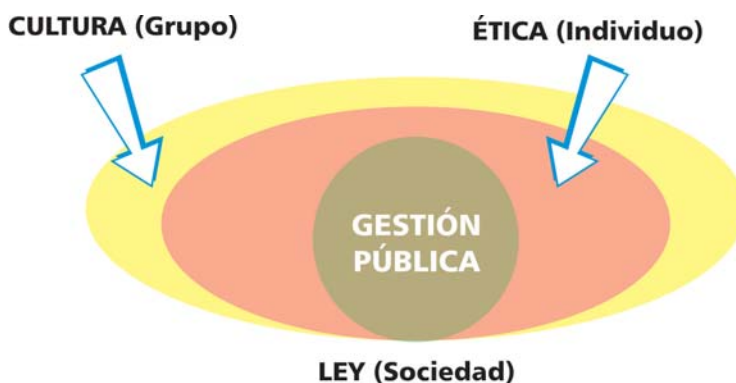 CULTURA (Grupo)
ÉTICA (Individuo)
GESTIÓN
PÚBLICA
LEY (Sociedad)